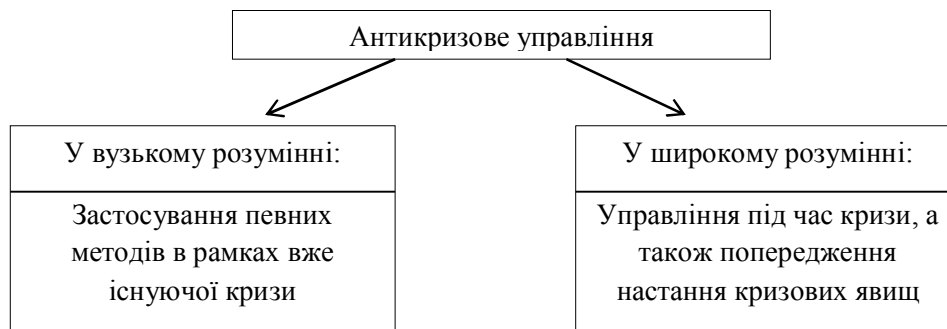 Антикризове управління
У вузькому розумінні:
Застосування певних
методів в рамках вже
існуючої кризи
У широкому розумінні:
Управління під час кризи, а
також попередження
настання кризових явищ